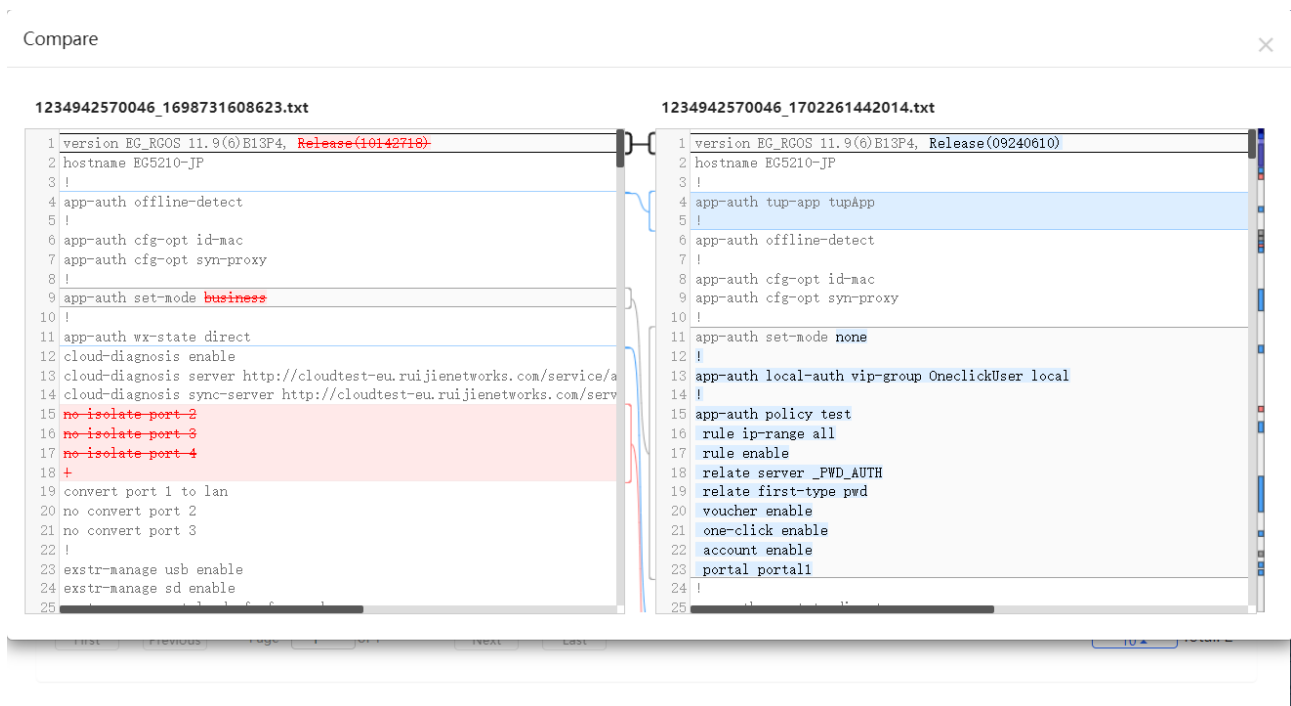 Compare
×
1234942570046_1698731608623.txt
1 version EG_RGOS 11.9(6)B13P4, Release(10142718)
2 hostname EG5210-JP
3 !
4 app-auth offline-detect
5 !
6 app-auth cfg-opt id-mac
7 app-auth cfg-opt syn-proxy
8 !
9 app-auth set-mode business
10 !
11 app-auth wx-state direct
12 cloud-diagnosis enable
13 cloud-diagnosis server http://cloudtest-eu.ruijienetworks.com/service/a
14 cloud-diagnosis sync-server http://cloudtest-eu.ruijienetworks.com/serv
15 no isolate port 2
16 no isolate port 3
17 no isolate port 4
18 !
19 convert port 1 to lan
20 no convert port 2
21 no convert port 3
22 !
23 exstr-manage usb enable
24 exstr-manage sd enable
25
1234942570046_1702261442014.txt
1 version EG_RGOS 11.9(6)B13P4, Release(09240610)
2 hostname EG5210-JP
3 !
4 app-auth tup-app tupApp
5 !
6 app-auth offline-detect
7 !
8 app-auth cfg-opt id-mac
9 app-auth cfg-opt syn-proxy
10 !
11 app-auth set-mode none
12 !
13 app-auth local-auth vip-group OneclickUser local
14 !
15 app-auth policy test
16 rule ip-range all
17 rule enable
18 relate server _PWD_AUTH
19 relate first-type pwd
20 voucher enable
21 one-click enable
22 account enable
23 portal portal1
24 !
25
First Previous Page Next Last